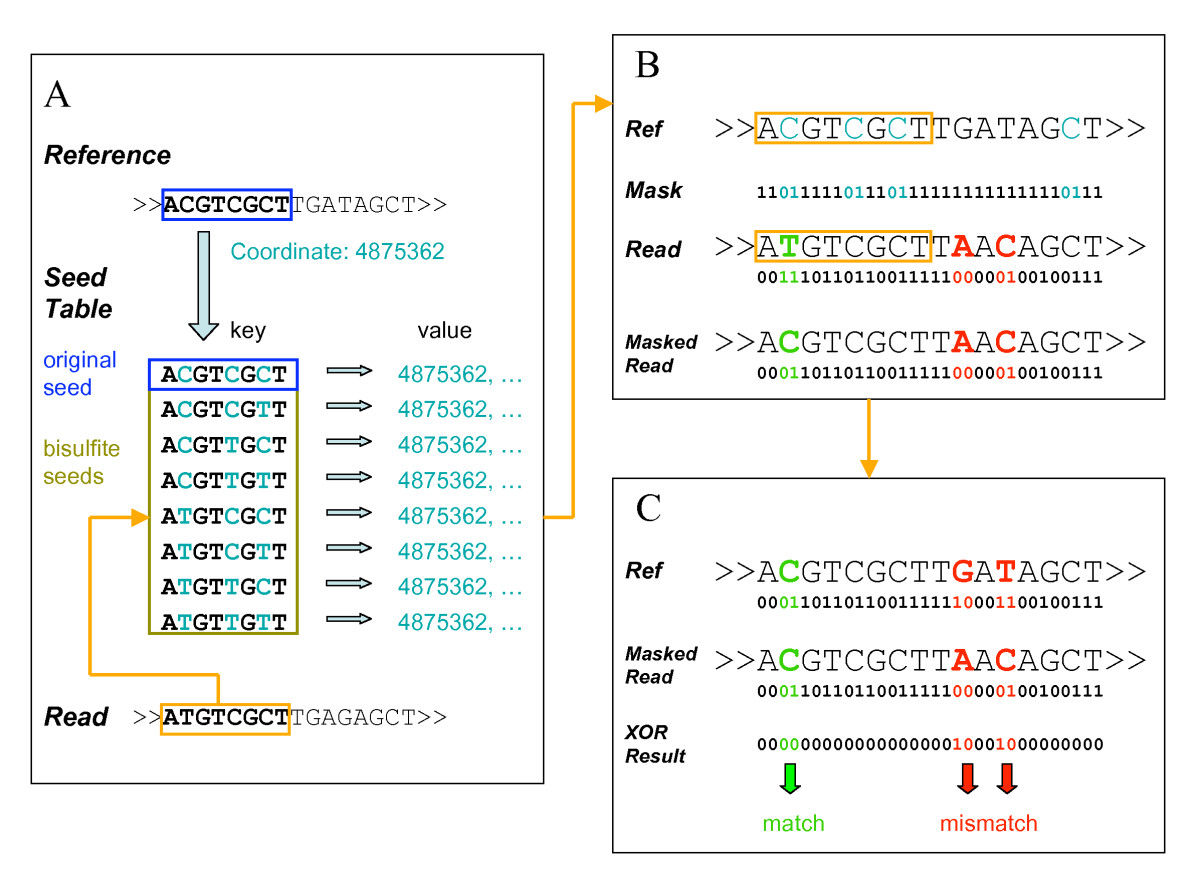 A
Reference
>>ACGTCGCTTGATAGCT>>
Coordinate: 4875362
Seed
Table
key value
original
seed
bisulfite
seeds
ACGTCGCT 4875362, …
ACGTCGTT 4875362, …
ACGTTGCT 4875362, …
ACGTTGTT 4875362, …
ATGTCGCT 4875362, …
ATGTCGTT 4875362, …
ATGTTGCT 4875362, …
ATGTTGTT 4875362, …
Read >>ATGTCGCTTGAGAGCT>>
B
Ref >>ACGTCGCTTGATAGCT>>
Mask 11011111011101111111111111110111
Read >>ATGTCGCTTAACAGCT>>
00111011011001111100000100100111
Masked
Read
>>ACGTCGCTTAACAGCT>>
00011011011001111100000100100111
C
Ref >>ACGTCGCTTGATAGCT>>
00011011011001111110001100100111
Masked
Read
>>ACGTCGCTTAACAGCT>>
00011011011001111100000100100111
XOR
Result
00000000000000000010001000000000
match mismatch